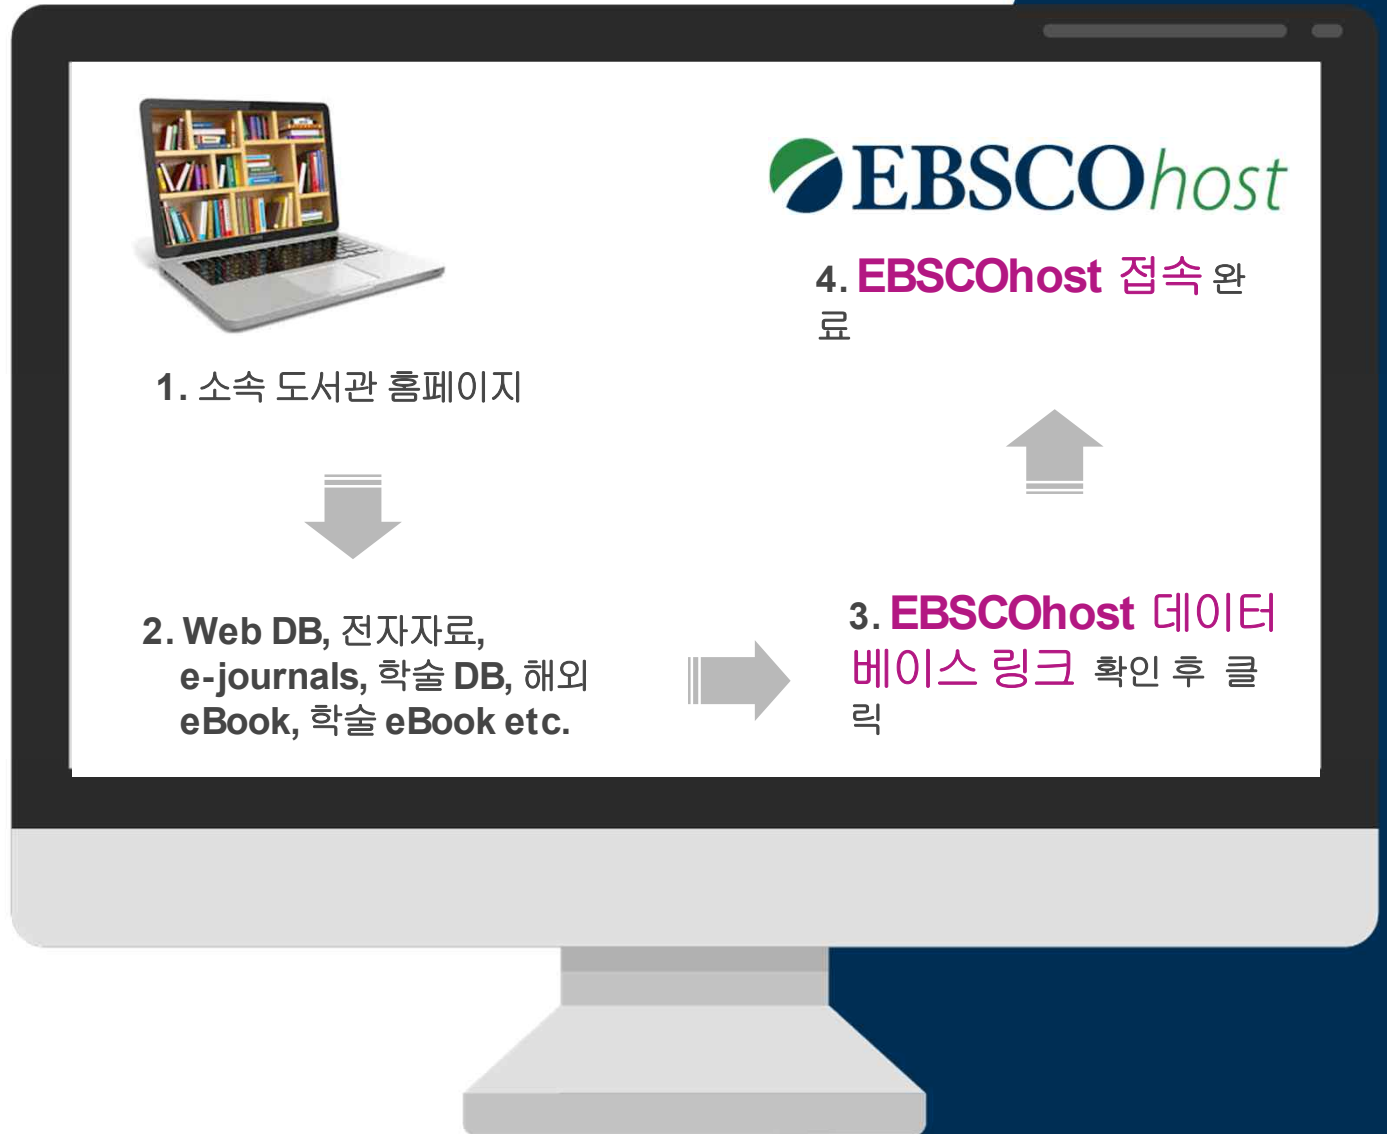 EBSCOhost
1. 소속 도서관 홈페이지
2. Web DB, 전자자료,
e-journals, 학술 DB, 해외
eBook, 학술 eBook etc.
3. EBSCOhost 데이터
베이스 링크 확인 후 클
릭
4. EBSCOhost 접속 완
료